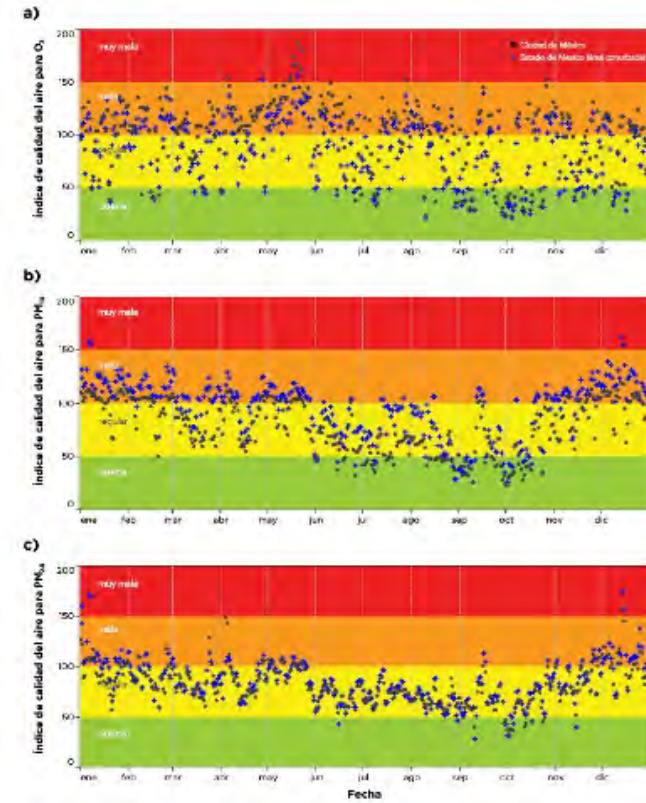 a)
Índice de calidad del aire para O₃
200
150
100
50
0
muy mala
mala
regular
buena
Ciudad de México
Estado de México (área conurbada)
ene feb mar abr may jun jul ago sep oct nov dic
b)
Índice de calidad del aire para PM₁₀
200
150
100
50
0
muy mala
mala
regular
buena
ene feb mar abr may jun jul ago sep oct nov dic
c)
Índice de calidad del aire para PM₂.₅
200
150
100
50
0
muy mala
mala
buena
ene feb mar abr may jun jul ago sep oct nov dic
Fecha